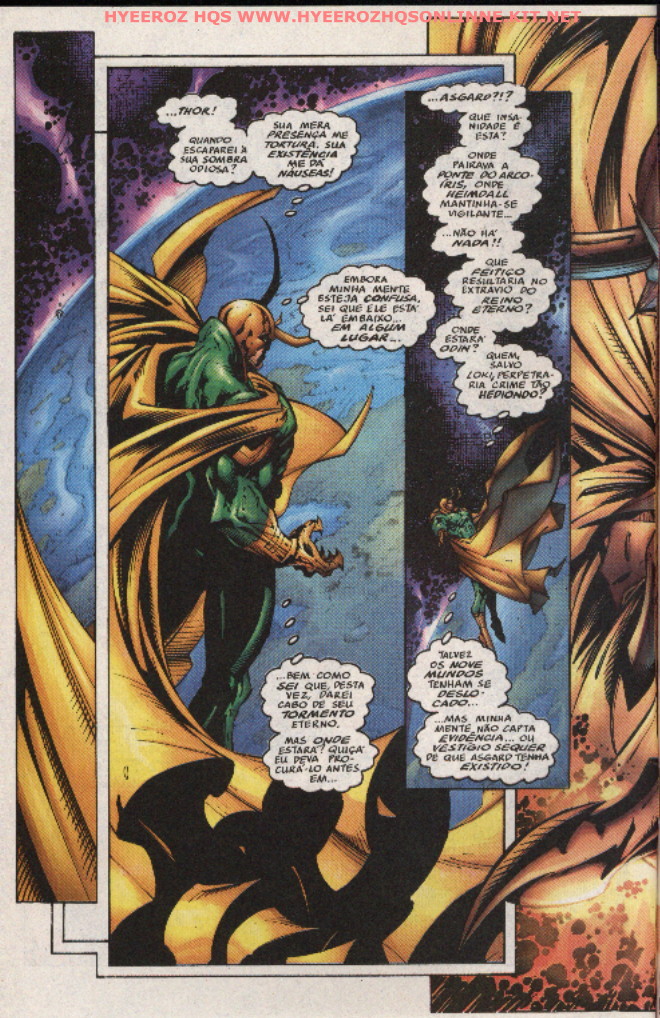 HYEEROZ HQS WWW.HYEEROZHQSONLINNE.KIT.NET
...THOR!
QUANDO
ESCAPAREI À
SUA SOMBRA
ODIOSA?
SUA MERA
PRESENÇA ME
TORTURA. SUA
EXISTÊNCIA
ME DÁ
NÁUSEAS!
EMBORA
MINHA MENTE
ESTEJA CONFUSA,
SEI QUE ELE ESTÁ
LÁ EMBAIXO...
EM ALGUM
LUGAR...
...BEM COMO
SEI QUE, DESTA
VEZ, DAREI
CABO DE SEU
TORMENTO
ETERNO.
MAS ONDE
ESTARÁ? QUIÇÁ
EU DEVA PRO-
CURÁ-LO ANTES
EM...
...ASGARD?!?
QUE INSA-
NIDADE É
ESTA?
ONDE
PAIRAVA A
PONTE DO ARCO-
ÍRIS, ONDE
HEIMDALL
MANTINHA-SE
VIGILANTE...
...NÃO HÁ
NADA!!
QUE
FEITIÇO
RESULTARIA NO
EXTRAVIO DO
REINO
ETERNO?
ONDE
ESTARÁ
ODIN?
QUEM,
SALVO
LOKI, PERPETRA-
RIA CRIME TÃO
HEDIONDO?
TALVEZ
OS NOVE
MUNDOS
TENHAM SE
DESLO-
CADO...
...MAS MINHA
MENTE NÃO CAPTA
EVIDÊNCIA... OU
VESTÍGIO SEQUER
DE QUE ASGARD TENHA
EXISTIDO!